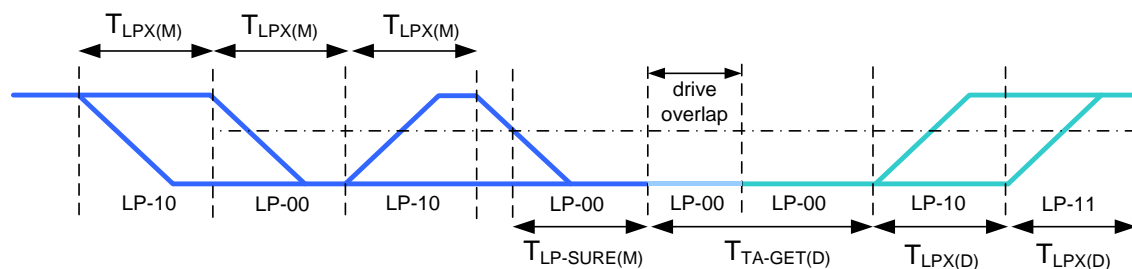 TLPX(M) TLPX(M) TLPX(M)
drive
overlap
LP-10 LP-00 LP-10 LP-00 LP-00 LP-00 LP-10 LP-11
TLP-SURE(M) TTA-GET(D) TLPX(D) TLPX(D)